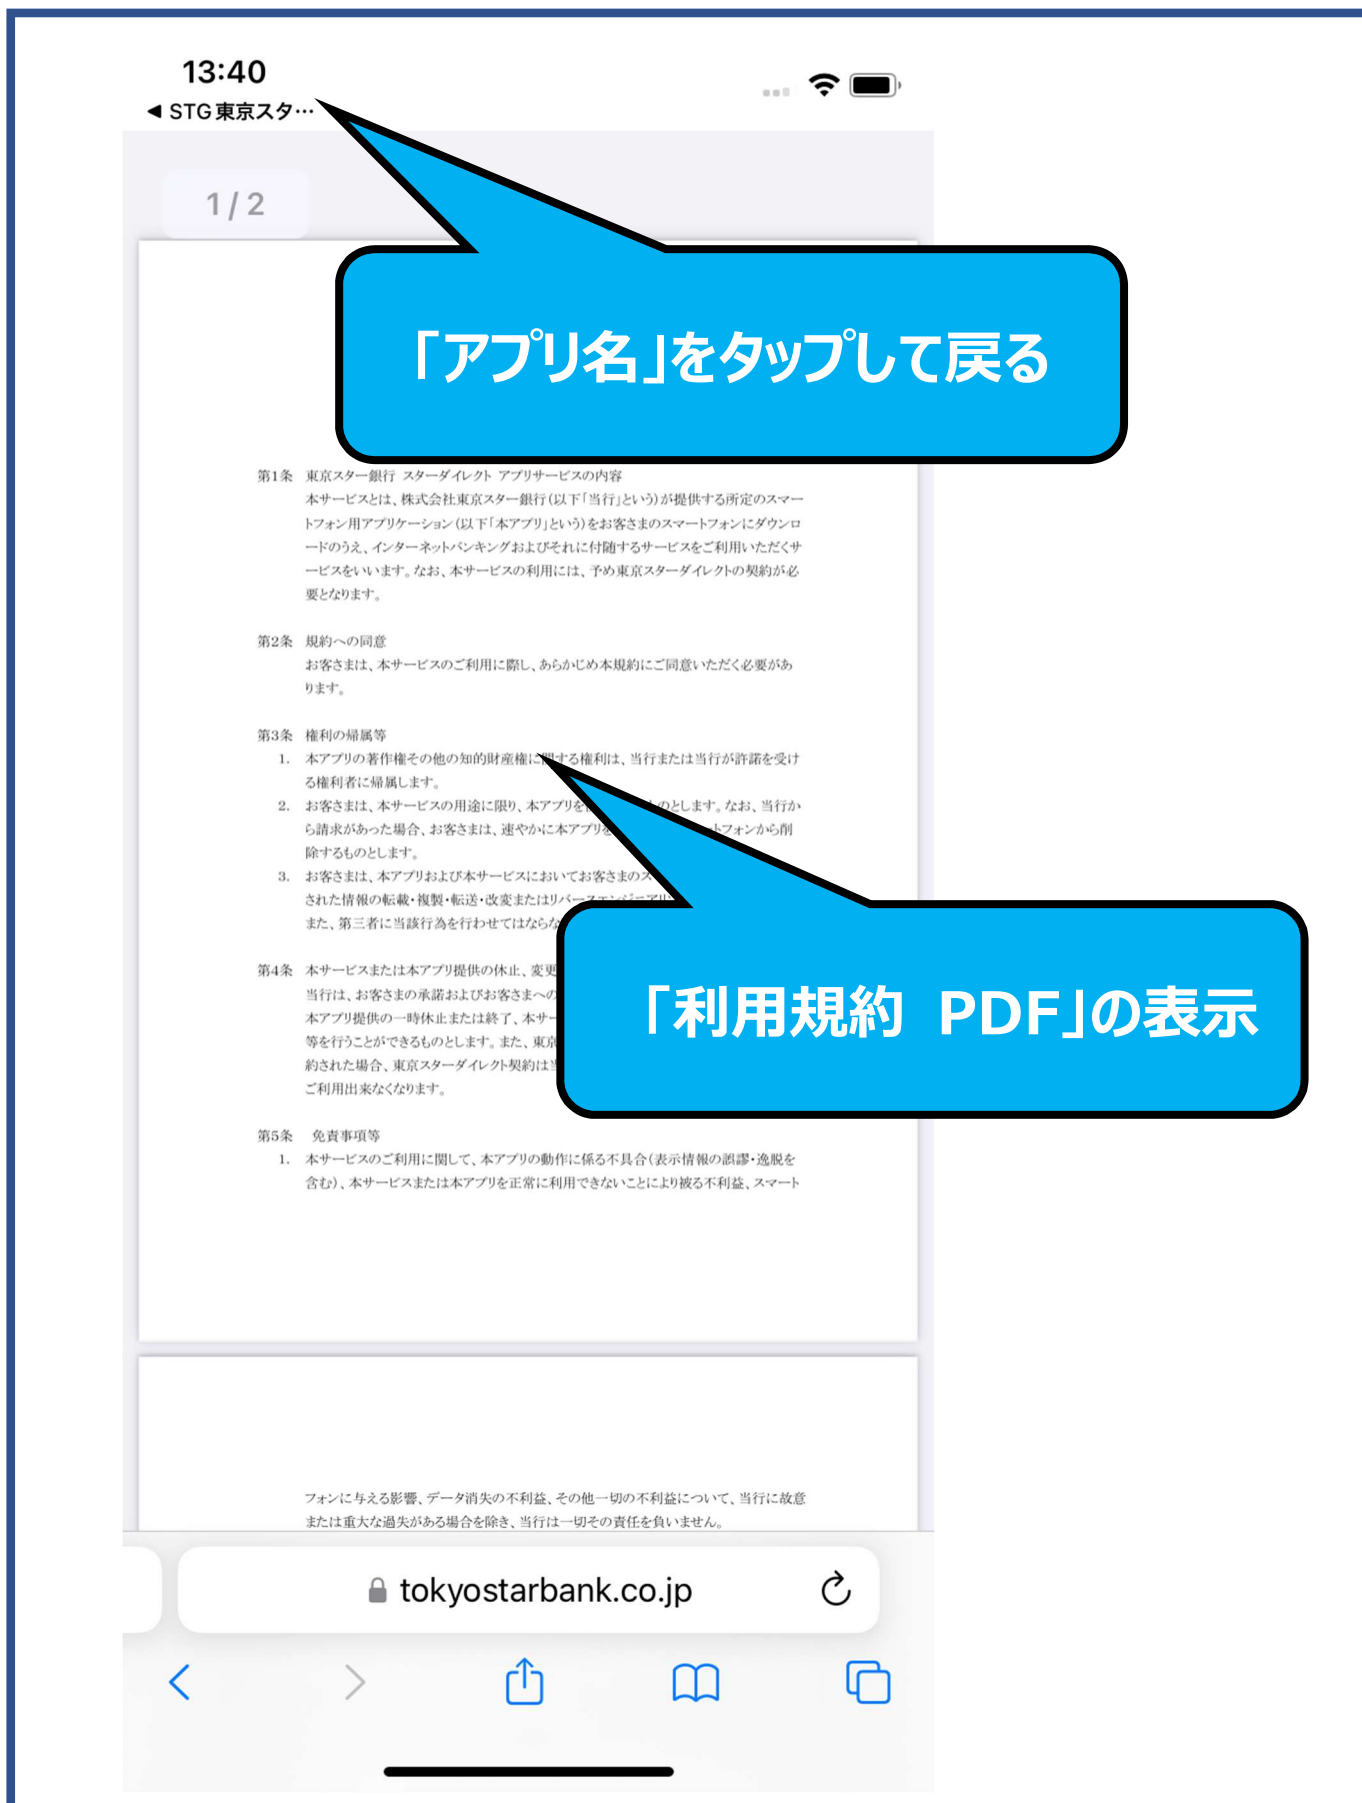 13:40
◀ STG東京スタ…
1 / 2
「アプリ名」をタップして戻る
第1条 東京スター銀行 スターダイレクト アプリサービスの内容
本サービスとは、株式会社東京スター銀行(以下「当行」という)が提供する所定のスマー
トフォン用アプリケーション(以下「本アプリ」という)をお客さまのスマートフォンにダウンロ
ードのうえ、インターネットバンキングおよびそれに付随するサービスをご利用いただくサ
ービスをいいます。なお、本サービスの利用には、予め東京スターダイレクトの契約が必
要となります。
第2条 規約への同意
お客さまは、本サービスのご利用に際し、あらかじめ本規約にご同意いただく必要があ
ります。
第3条 権利の帰属等
1. 本アプリの著作権その他の知的財産権に関する権利は、当行または当行が許諾を受け
る権利者に帰属します。
2. お客さまは、本サービスの用途に限り、本アプリを ものとします。なお、当行か
ら請求があった場合、お客さまは、速やかに本アプリを トフォンから削
除するものとします。
3. お客さまは、本アプリおよび本サービスにおいてお客さまのス
された情報の転載・複製・転送・改変またはリバースエンジニアリ
また、第三者に当該行為を行わせてはならな
第4条 本サービスまたは本アプリ提供の休止、変更
当行は、お客さまの承諾およびお客さまへの
本アプリ提供の一時休止または終了、本サー
等を行うことができるものとします。また、東京
約された場合、東京スターダイレクト契約は
ご利用出来なくなります。
「利用規約 PDF」の表示
第5条 免責事項等
1. 本サービスのご利用に関して、本アプリの動作に係る不具合(表示情報の誤謬・逸脱を
含む)、本サービスまたは本アプリを正常に利用できないことにより被る不利益、スマート
フォンに与える影響、データ消失の不利益、その他一切の不利益について、当行に故意
または重大な過失がある場合を除き、当行は一切その責任を負いません。
tokyostarbank.co.jp